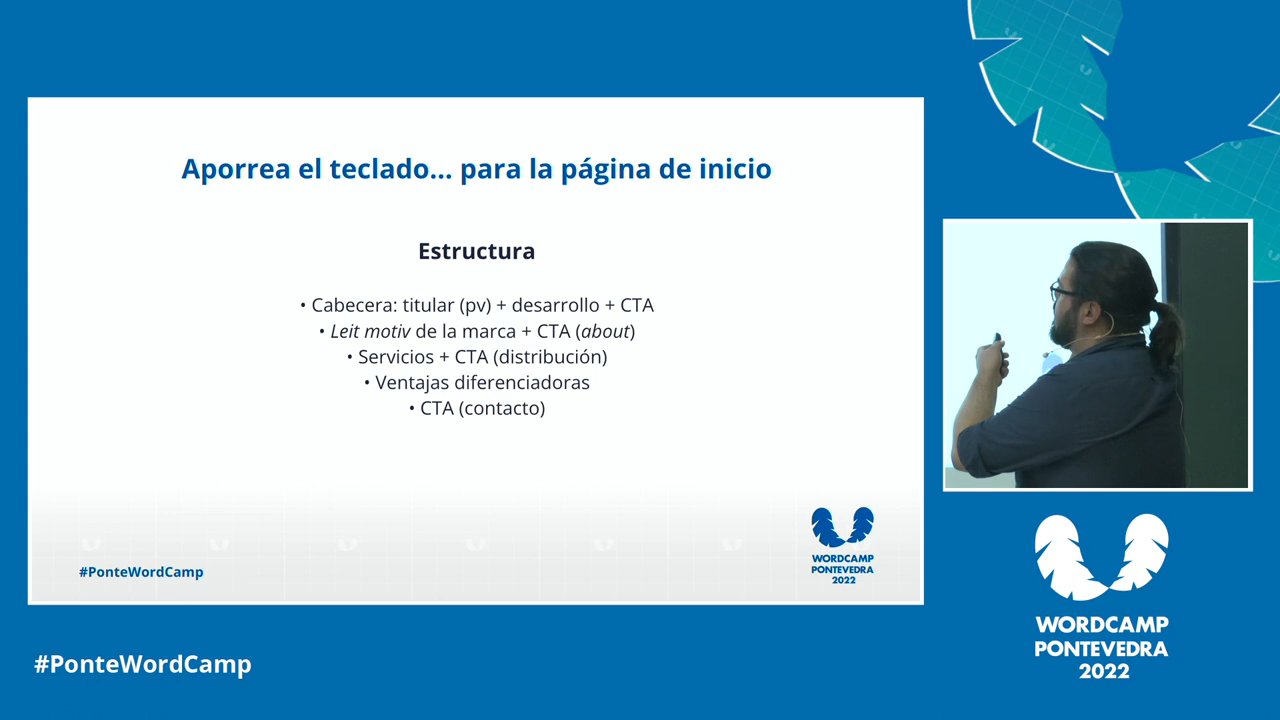 Aporrea el teclado... para la página de inicio
Estructura
• Cabecera: titular (pv) + desarrollo + CTA
• Leit motiv de la marca + CTA (about)
• Servicios + CTA (distribución)
• Ventajas diferenciadoras
• CTA (contacto)
#PonteWordCamp
WORDCAMP
PONTEVEDRA
2022
#PonteWordCamp
WORDCAMP
PONTEVEDRA
2022